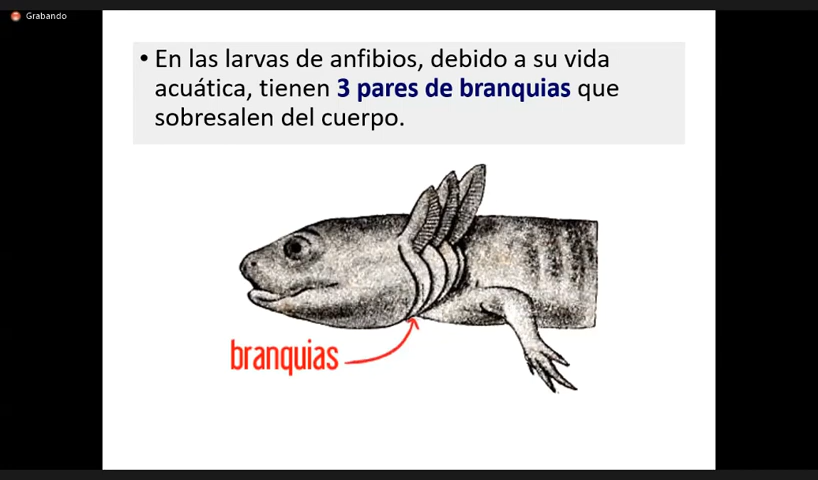 Grabando
• En las larvas de anfibios, debido a su vida
acuática, tienen 3 pares de branquias que
sobresalen del cuerpo.
branquias